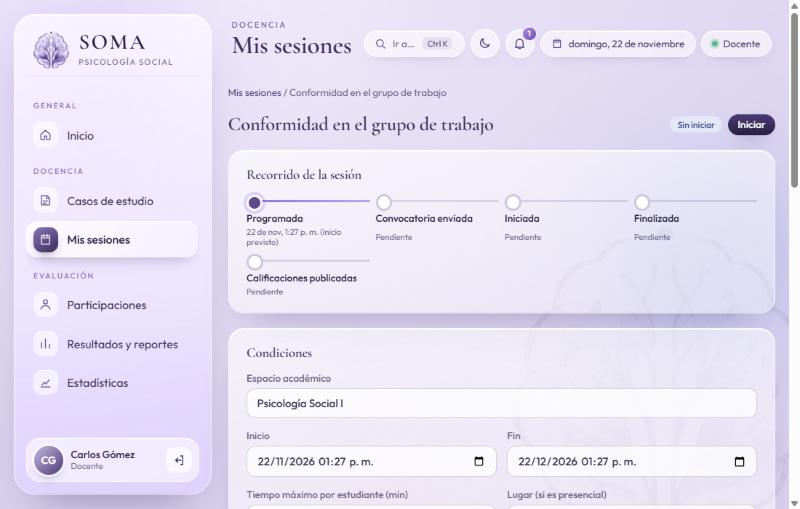 SOMA
PSICOLOGÍA SOCIAL
GENERAL
Inicio
DOCENCIA
Casos de estudio
Mis sesiones
EVALUACIÓN
Participaciones
Resultados y reportes
Estadísticas
CG
Carlos Gómez
Docente
DOCENCIA
Mis sesiones
Ir a...
Ctrl K
1
domingo, 22 de noviembre
Docente
Mis sesiones / Conformidad en el grupo de trabajo
Conformidad en el grupo de trabajo
Sin iniciar
Iniciar
Recorrido de la sesión
Programada
22 de nov, 1:27 p. m. (inicio
previsto)
Convocatoria enviada
Pendiente
Iniciada
Pendiente
Finalizada
Pendiente
Calificaciones publicadas
Pendiente
Condiciones
Espacio académico
Psicología Social I
Inicio
22/11/2026 01:27 p. m.
Fin
22/12/2026 01:27 p. m.
Tiempo máximo por estudiante (min)
Lugar (si es presencial)